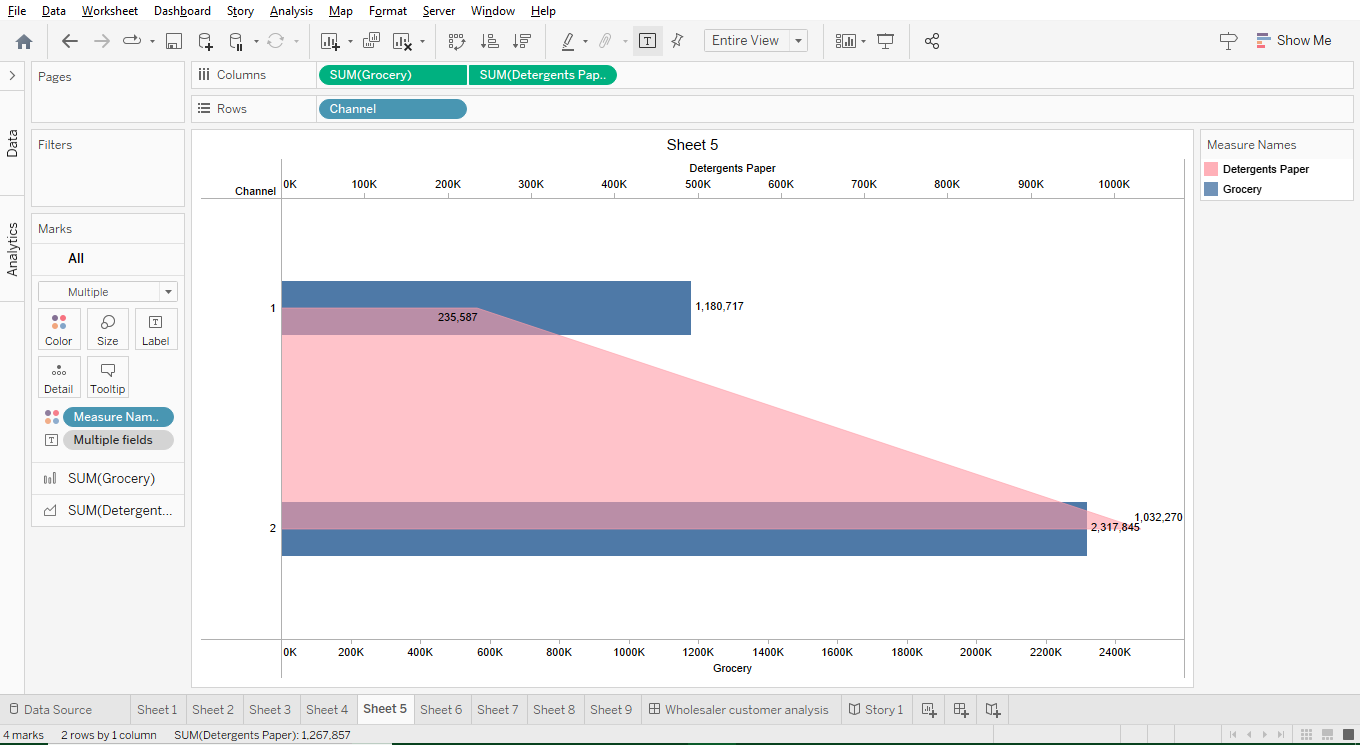 File Data Worksheet Dashboard Story Analysis Map Format Server Window Help
Entire View
Show Me
Data
Analytics
Pages
Filters
Marks
All
Multiple
Color Size Label
Detail Tooltip
Measure Nam..
Multiple fields
SUM(Grocery)
SUM(Detergent...
Columns SUM(Grocery) SUM(Detergents Pap..
Rows Channel
Sheet 5
Detergents Paper
Channel 0K 100K 200K 300K 400K 500K 600K 700K 800K 900K 1000K
1 1,180,717
235,587
1,032,270
2 2,317,845
0K 200K 400K 600K 800K 1000K 1200K 1400K 1600K 1800K 2000K 2200K 2400K
Grocery
Measure Names
Detergents Paper
Grocery
Data Source Sheet 1 Sheet 2 Sheet 3 Sheet 4 Sheet 5 Sheet 6 Sheet 7 Sheet 8 Sheet 9 Wholesaler customer analysis Story 1
4 marks 2 rows by 1 column SUM(Detergents Paper): 1,267,857